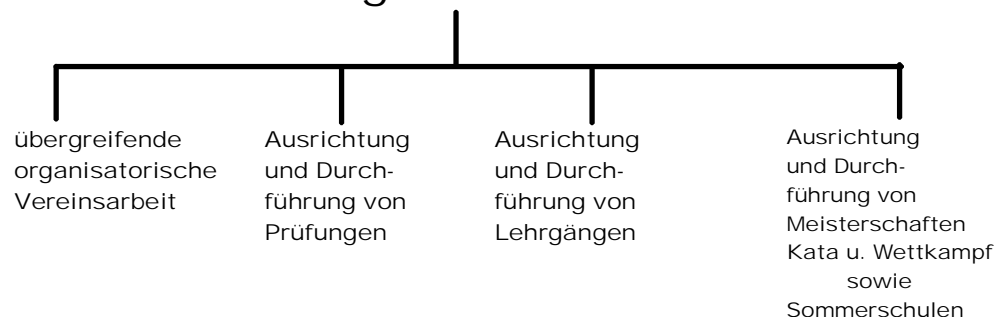 übergreifende
organisatorische
Vereinsarbeit
Ausrichtung
und Durch-
führung von
Prüfungen
Ausrichtung
und Durch-
führung von
Lehrgängen
Ausrichtung
und Durch-
führung von
Meisterschaften
Kata u. Wettkampf
sowie
Sommerschulen